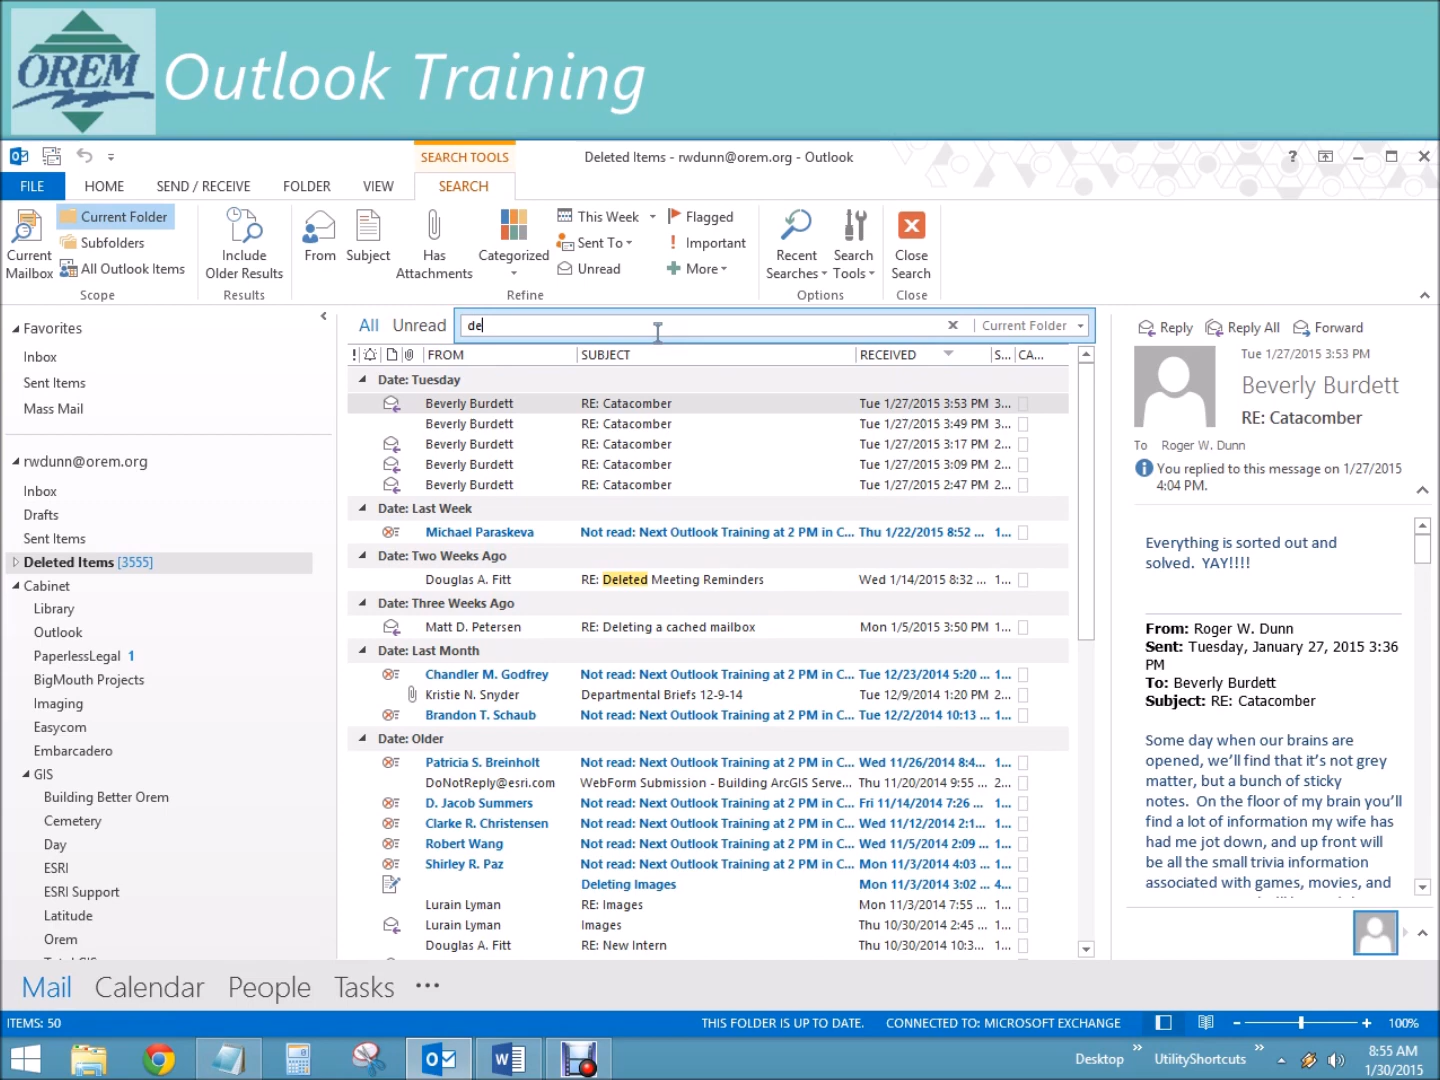 OREM Outlook Training
SEARCH TOOLS
Deleted Items - rwdunn@orem.org - Outlook
?
FILE HOME SEND / RECEIVE FOLDER VIEW SEARCH
Current Mailbox
Current Folder
Subfolders
All Outlook Items
Scope
Include Older Results
Results
From
Subject
Has Attachments
Categorized
This Week
Sent To
Unread
Flagged
! Important
More
Refine
Recent Searches
Search Tools
Options
Close Search
Close
Favorites
Inbox
Sent Items
Mass Mail
rwdunn@orem.org
Inbox
Drafts
Sent Items
Deleted Items [3555]
Cabinet
Library
Outlook
PaperlessLegal 1
BigMouth Projects
Imaging
Easycom
Embarcadero
GIS
Building Better Orem
Cemetery
Day
ESRI
ESRI Support
Latitude
Orem
All Unread de Current Folder
! FROM SUBJECT RECEIVED S... CA...
Date: Tuesday
Beverly Burdett RE: Catacomber Tue 1/27/2015 3:53 PM 3...
Beverly Burdett RE: Catacomber Tue 1/27/2015 3:49 PM 3...
Beverly Burdett RE: Catacomber Tue 1/27/2015 3:17 PM 2...
Beverly Burdett RE: Catacomber Tue 1/27/2015 3:09 PM 2...
Beverly Burdett RE: Catacomber Tue 1/27/2015 2:47 PM 2...
Date: Last Week
Michael Paraskeva Not read: Next Outlook Training at 2 PM in C... Thu 1/22/2015 8:52 ... 1...
Date: Two Weeks Ago
Douglas A. Fitt RE: Deleted Meeting Reminders Wed 1/14/2015 8:32 ... 1...
Date: Three Weeks Ago
Matt D. Petersen RE: Deleting a cached mailbox Mon 1/5/2015 3:50 PM 1...
Date: Last Month
Chandler M. Godfrey Not read: Next Outlook Training at 2 PM in C... Tue 12/23/2014 5:20 ... 1...
Kristie N. Snyder Departmental Briefs 12-9-14 Tue 12/9/2014 1:20 PM 2...
Brandon T. Schaub Not read: Next Outlook Training at 2 PM in C... Tue 12/2/2014 10:13 ... 1...
Date: Older
Patricia S. Breinholt Not read: Next Outlook Training at 2 PM in C... Wed 11/26/2014 8:4... 1...
DoNotReply@esri.com WebForm Submission - Building ArcGIS Serve... Thu 11/20/2014 9:55 ... 2...
D. Jacob Summers Not read: Next Outlook Training at 2 PM in C... Fri 11/14/2014 7:26 ... 1...
Clarke R. Christensen Not read: Next Outlook Training at 2 PM in C... Wed 11/12/2014 2:1... 1...
Robert Wang Not read: Next Outlook Training at 2 PM in C... Wed 11/5/2014 2:09 ... 1...
Shirley R. Paz Not read: Next Outlook Training at 2 PM in C... Mon 11/3/2014 4:03 ... 1...
Deleting Images Mon 11/3/2014 3:02 ... 4...
Lurain Lyman RE: Images Mon 11/3/2014 7:55 ... 1...
Lurain Lyman Images Thu 10/30/2014 2:45 ... 1...
Douglas A. Fitt RE: New Intern Thu 10/30/2014 10:3... 1...
Reply Reply All Forward
Tue 1/27/2015 3:53 PM
Beverly Burdett
RE: Catacomber
To Roger W. Dunn
You replied to this message on 1/27/2015
4:04 PM.
Everything is sorted out and
solved. YAY!!!!
From: Roger W. Dunn
Sent: Tuesday, January 27, 2015 3:36
PM
To: Beverly Burdett
Subject: RE: Catacomber
Some day when our brains are
opened, we'll find that it's not grey
matter, but a bunch of sticky
notes. On the floor of my brain you'll
find a lot of information my wife has
had me jot down, and up front will
be all the small trivia information
associated with games, movies, and
Mail Calendar People Tasks ...
ITEMS: 50 THIS FOLDER IS UP TO DATE. CONNECTED TO: MICROSOFT EXCHANGE 100%
Desktop UtilityShortcuts
8:55 AM
1/30/2015